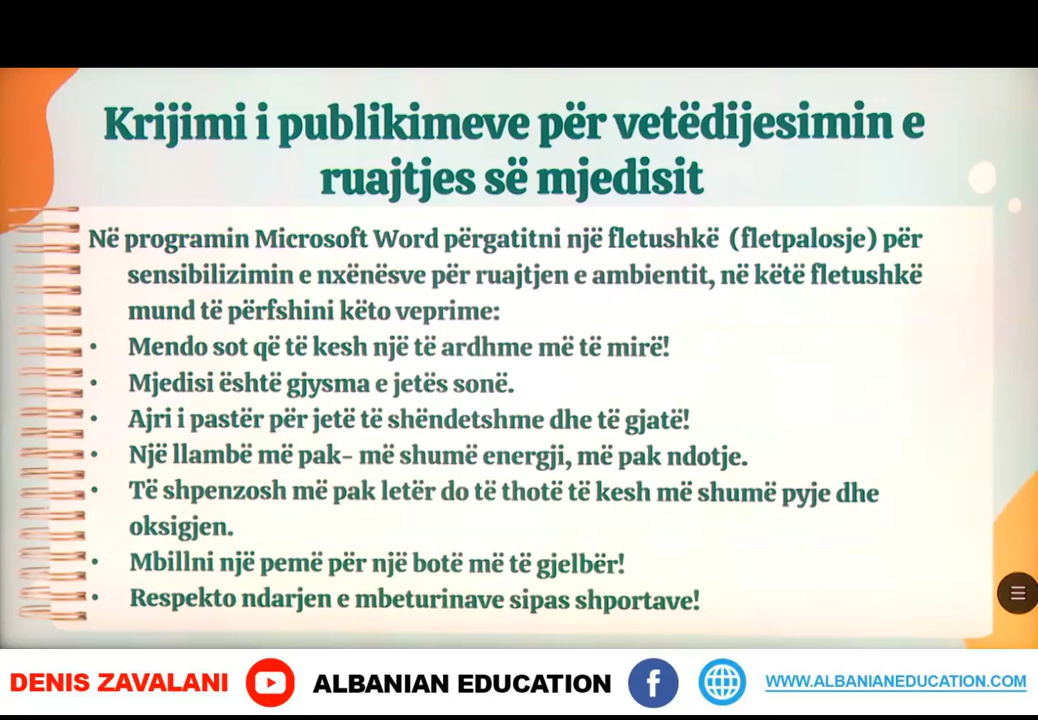 Krijimi i publikimeve për vetëdijesimin e
ruajtjes së mjedisit
Në programin Microsoft Word përgatitni një fletushkë (fletpalosje) për
sensibilizimin e nxënësve për ruajtjen e ambientit, në këtë fletushkë
mund të përfshini këto veprime:
• Mendo sot që të kesh një të ardhme më të mirë!
• Mjedisi është gjysma e jetës sonë.
• Ajri i pastër për jetë të shëndetshme dhe të gjatë!
• Një llambë më pak- më shumë energji, më pak ndotje.
• Të shpenzosh më pak letër do të thotë të kesh më shumë pyje dhe
oksigjen.
• Mbillni një pemë për një botë më të gjelbër!
• Respekto ndarjen e mbeturinave sipas shportave!
DENIS ZAVALANI ALBANIAN EDUCATION f WWW.ALBANIANEDUCATION.COM